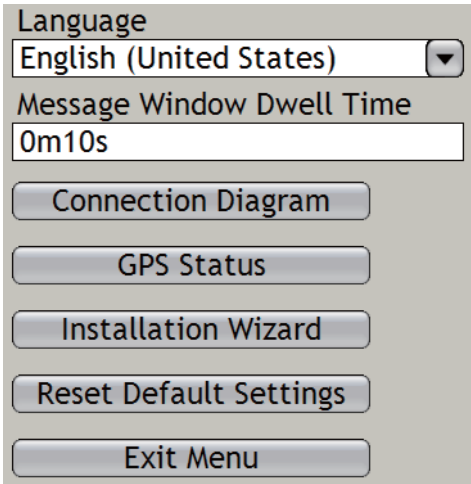 Language
English (United States)
Message Window Dwell Time
0m10s
Connection Diagram
GPS Status
Installation Wizard
Reset Default Settings
Exit Menu